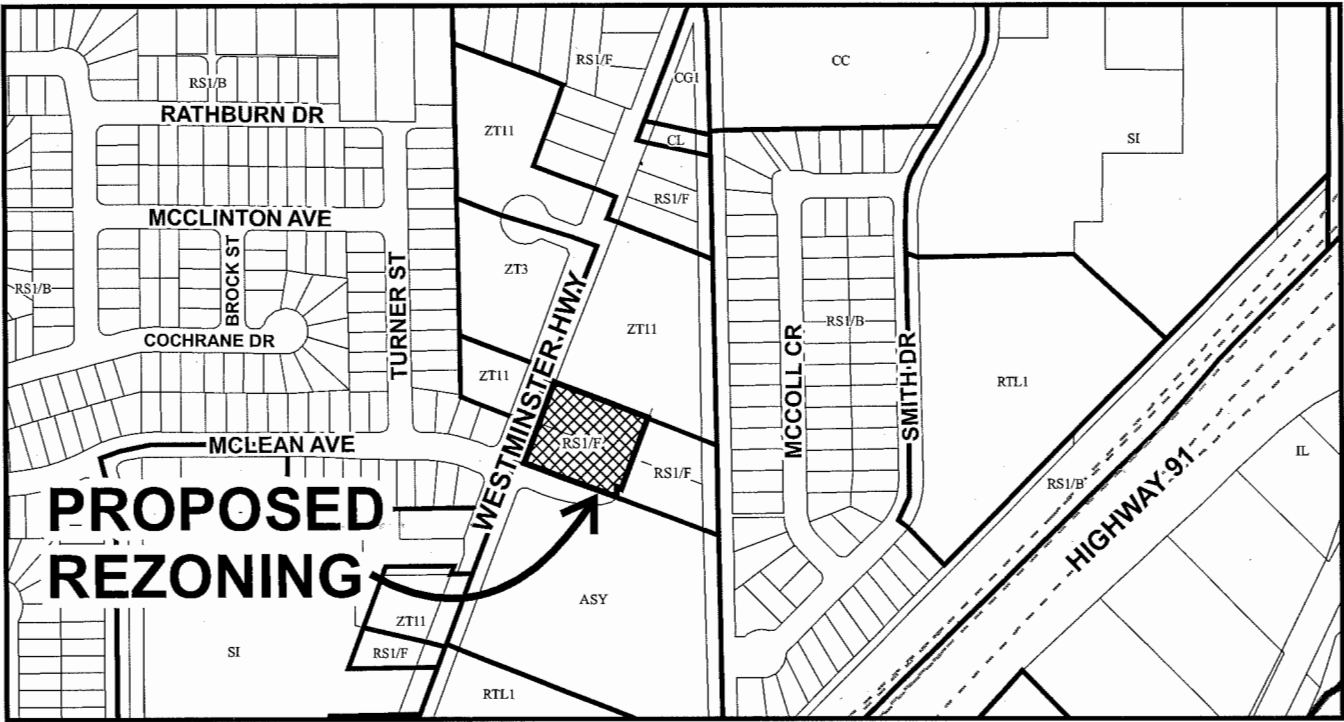 RS1/F
CC
CG1
RS1/B
RATHBURN DR
ZT11
CL
SI
RS1/F
MCCLINTON AVE
BROCK ST
TURNER ST
ZT3
RS1/B
COCHRANE DR
WESTMINSTER HWY
ZT11
MCCOLL CR
RS1/B
SMITH DR
ZT11
RTL1
MCLEAN AVE
RS1/F
RS1/F
RS1/B
HIGHWAY 91
IL
PROPOSED
REZONING
ASY
ZT11
SI
RS1/F
RTL1